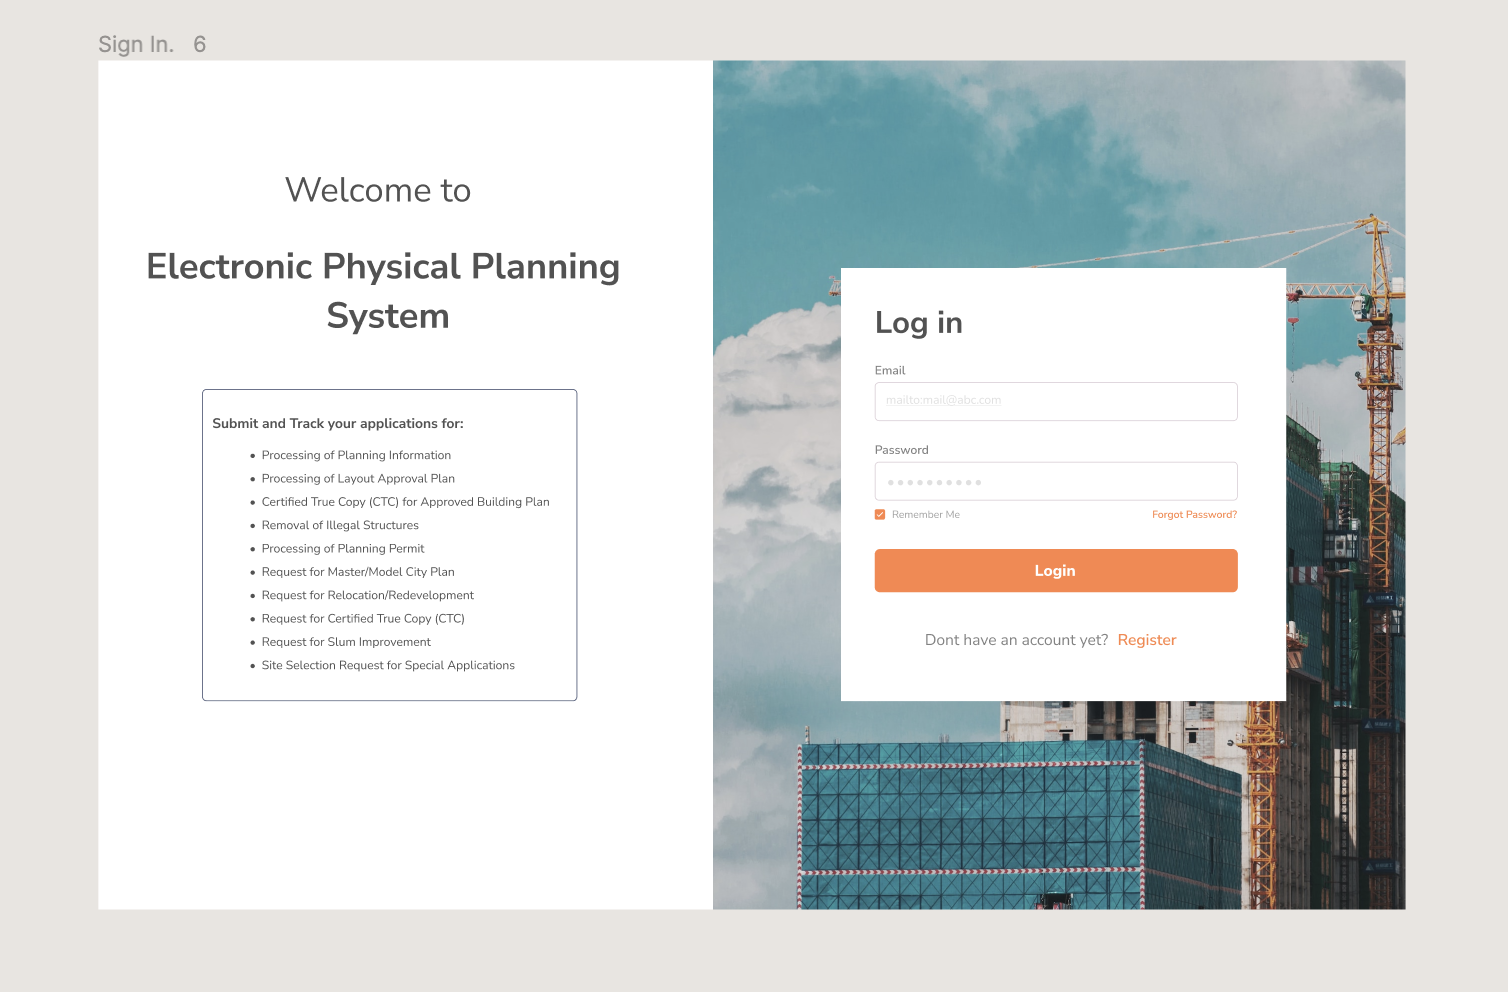 Sign In. 6
Welcome to
Electronic Physical Planning
System
Submit and Track your applications for:
• Processing of Planning Information
• Processing of Layout Approval Plan
• Certified True Copy (CTC) for Approved Building Plan
• Removal of Illegal Structures
• Processing of Planning Permit
• Request for Master/Model City Plan
• Request for Relocation/Redevelopment
• Request for Certified True Copy (CTC)
• Request for Slum Improvement
• Site Selection Request for Special Applications
Log in
Email
mailto:mail@abc.com
Password
Remember Me Forgot Password?
Login
Dont have an account yet? Register